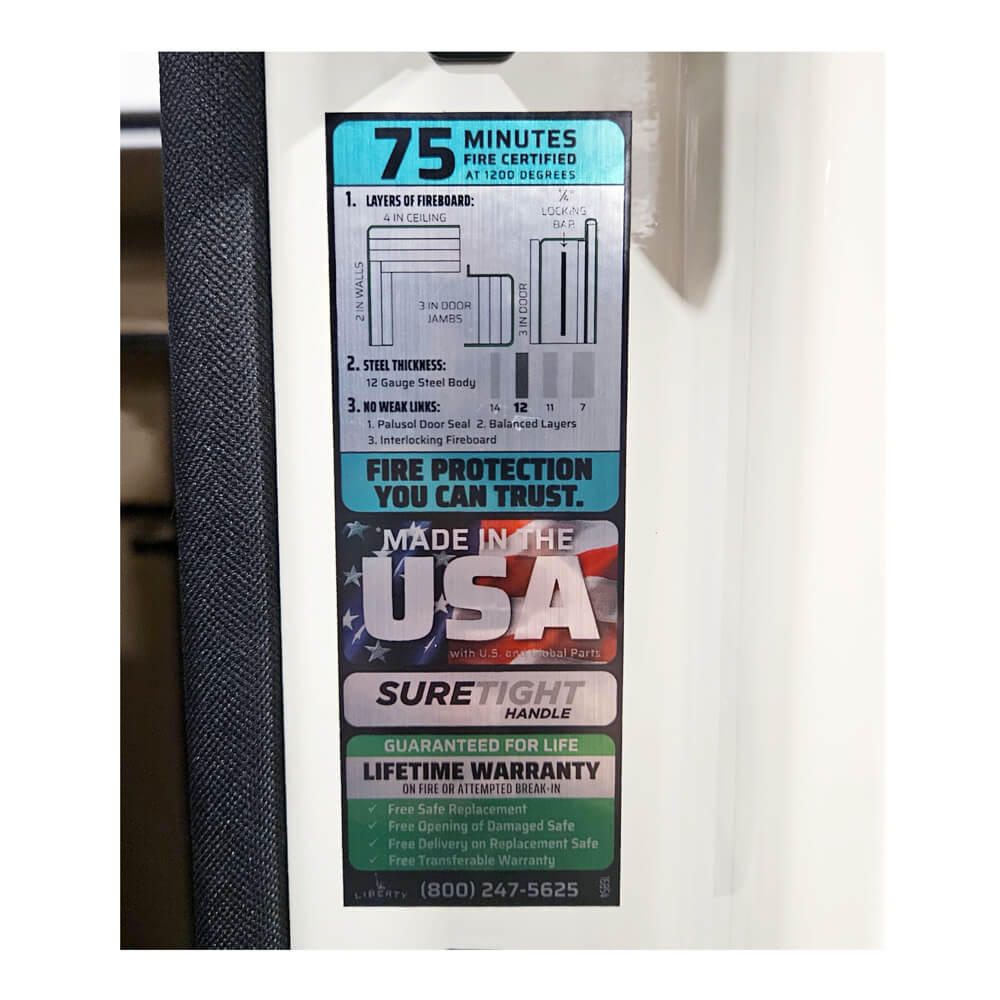 75 MINUTES
FIRE CERTIFIED
AT 1200 DEGREES
1. LAYERS OF FIREBOARD:
4 IN CEILING
2 IN WALLS
3 IN DOOR
JAMBS
3 IN DOOR
¼"
LOCKING
BAR
2. STEEL THICKNESS:
12 Gauge Steel Body
14 12 11 7
3. NO WEAK LINKS:
1. Palusol Door Seal 2. Balanced Layers
3. Interlocking Fireboard
FIRE PROTECTION
YOU CAN TRUST.
MADE IN THE
USA
with U.S. and Global Parts
SURETIGHT
HANDLE
GUARANTEED FOR LIFE
LIFETIME WARRANTY
ON FIRE OR ATTEMPTED BREAK-IN
✓ Free Safe Replacement
✓ Free Opening of Damaged Safe
✓ Free Delivery on Replacement Safe
✓ Free Transferable Warranty
LIBERTY (800) 247-5625